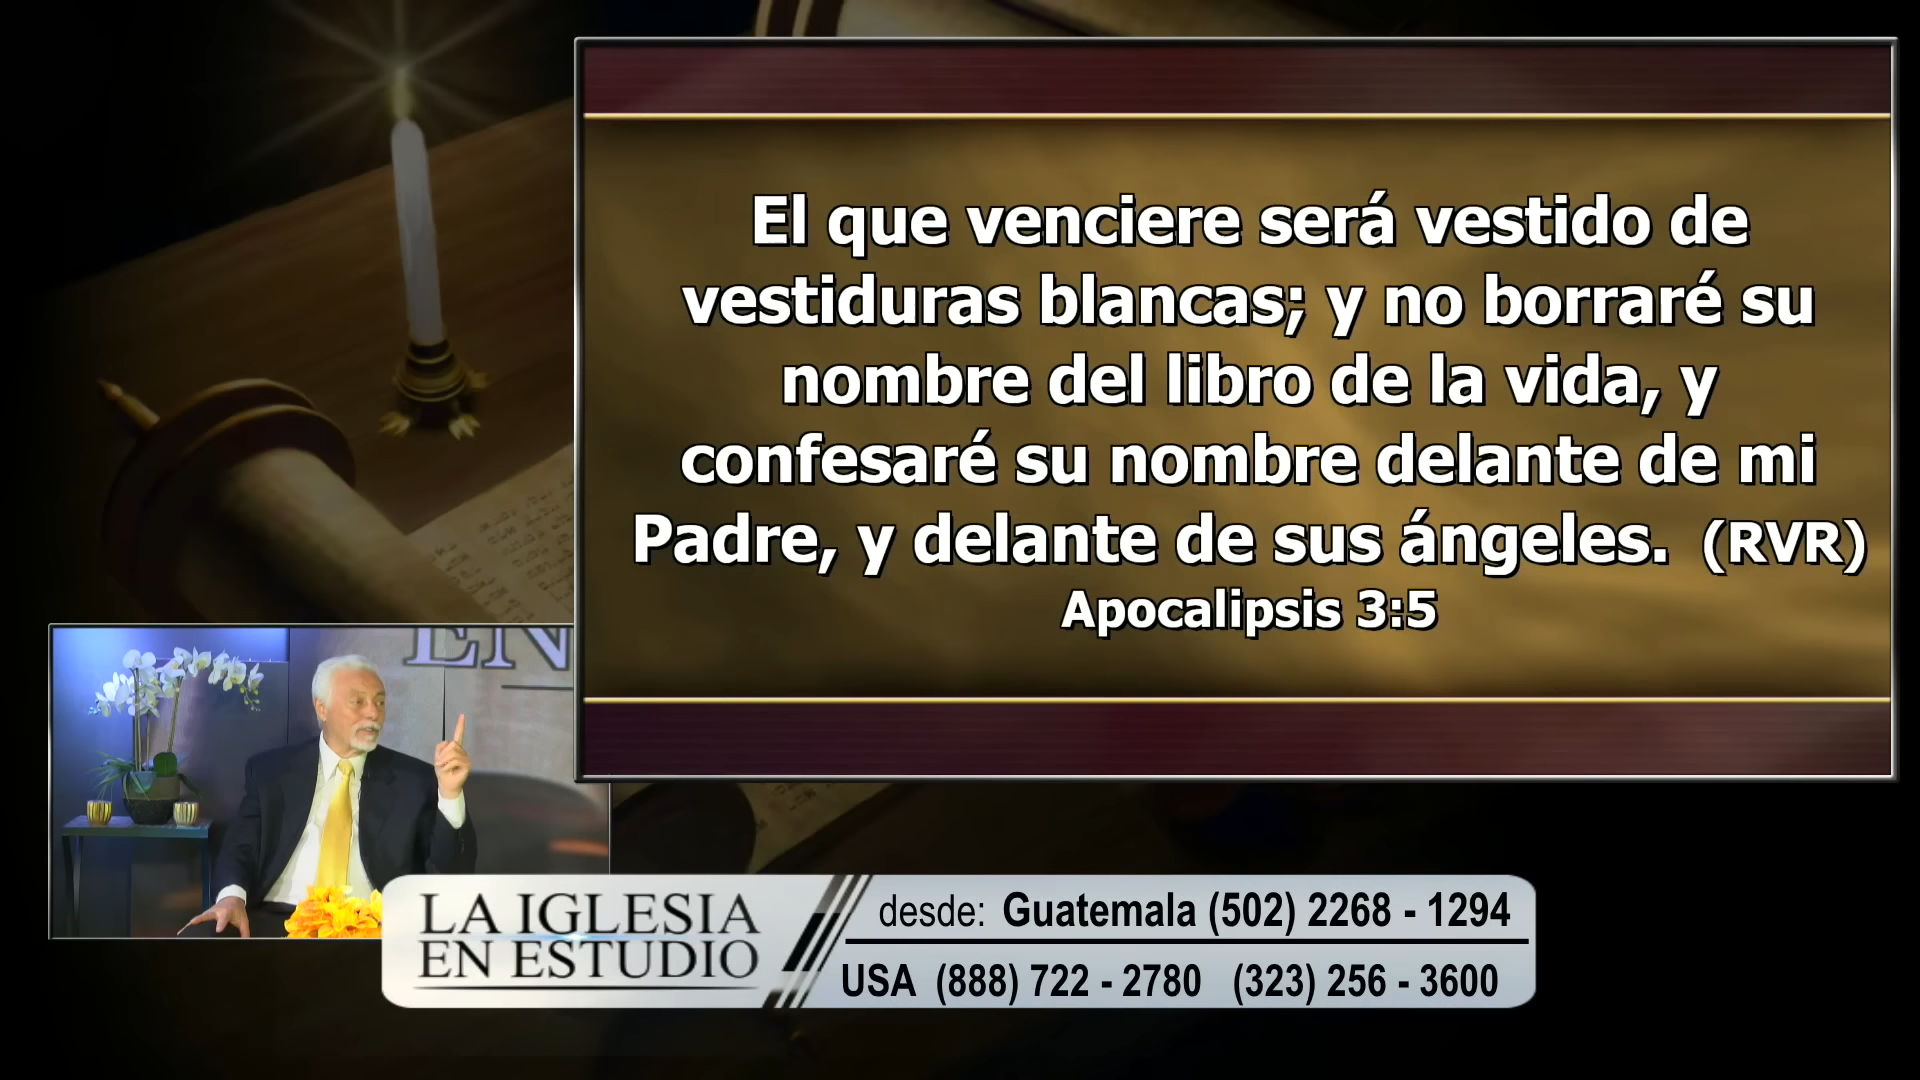 El que venciere será vestido de
vestiduras blancas; y no borraré su
nombre del libro de la vida, y
confesaré su nombre delante de mi
Padre, y delante de sus ángeles. (RVR)
Apocalipsis 3:5
EN
LA IGLESIA
EN ESTUDIO
desde: Guatemala (502) 2268 - 1294
USA (888) 722 - 2780 (323) 256 - 3600